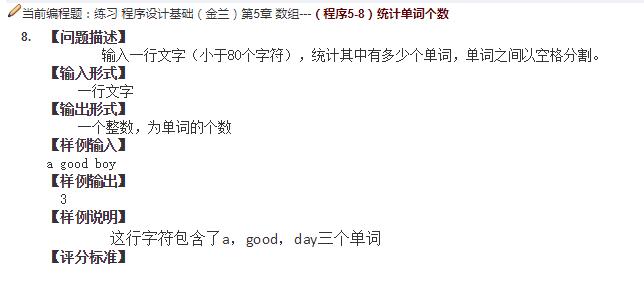 当前编程题：练习 程序设计基础（金兰）第5章 数组---（程序5-8）统计单词个数
8. 【问题描述】
输入一行文字（小于80个字符），统计其中有多少个单词，单词之间以空格分割。
【输入形式】
一行文字
【输出形式】
一个整数，为单词的个数
【样例输入】
a good boy
【样例输出】
3
【样例说明】
这行字符包含了a，good，day三个单词
【评分标准】